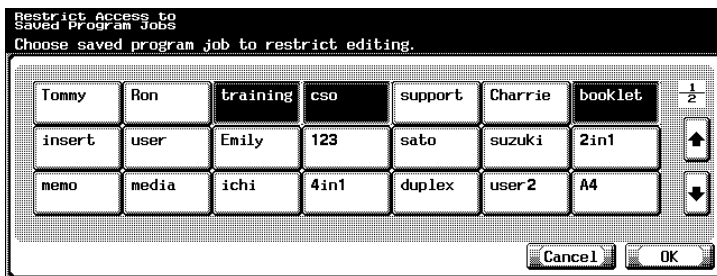 Restrict Access to
Saved Program Jobs
Choose saved program job to restrict editing.
Tommy Ron training cso support Charrie booklet 1/2
insert user Emily 123 sato suzuki 2in1
memo media ichi 4in1 duplex user2 A4
Cancel OK